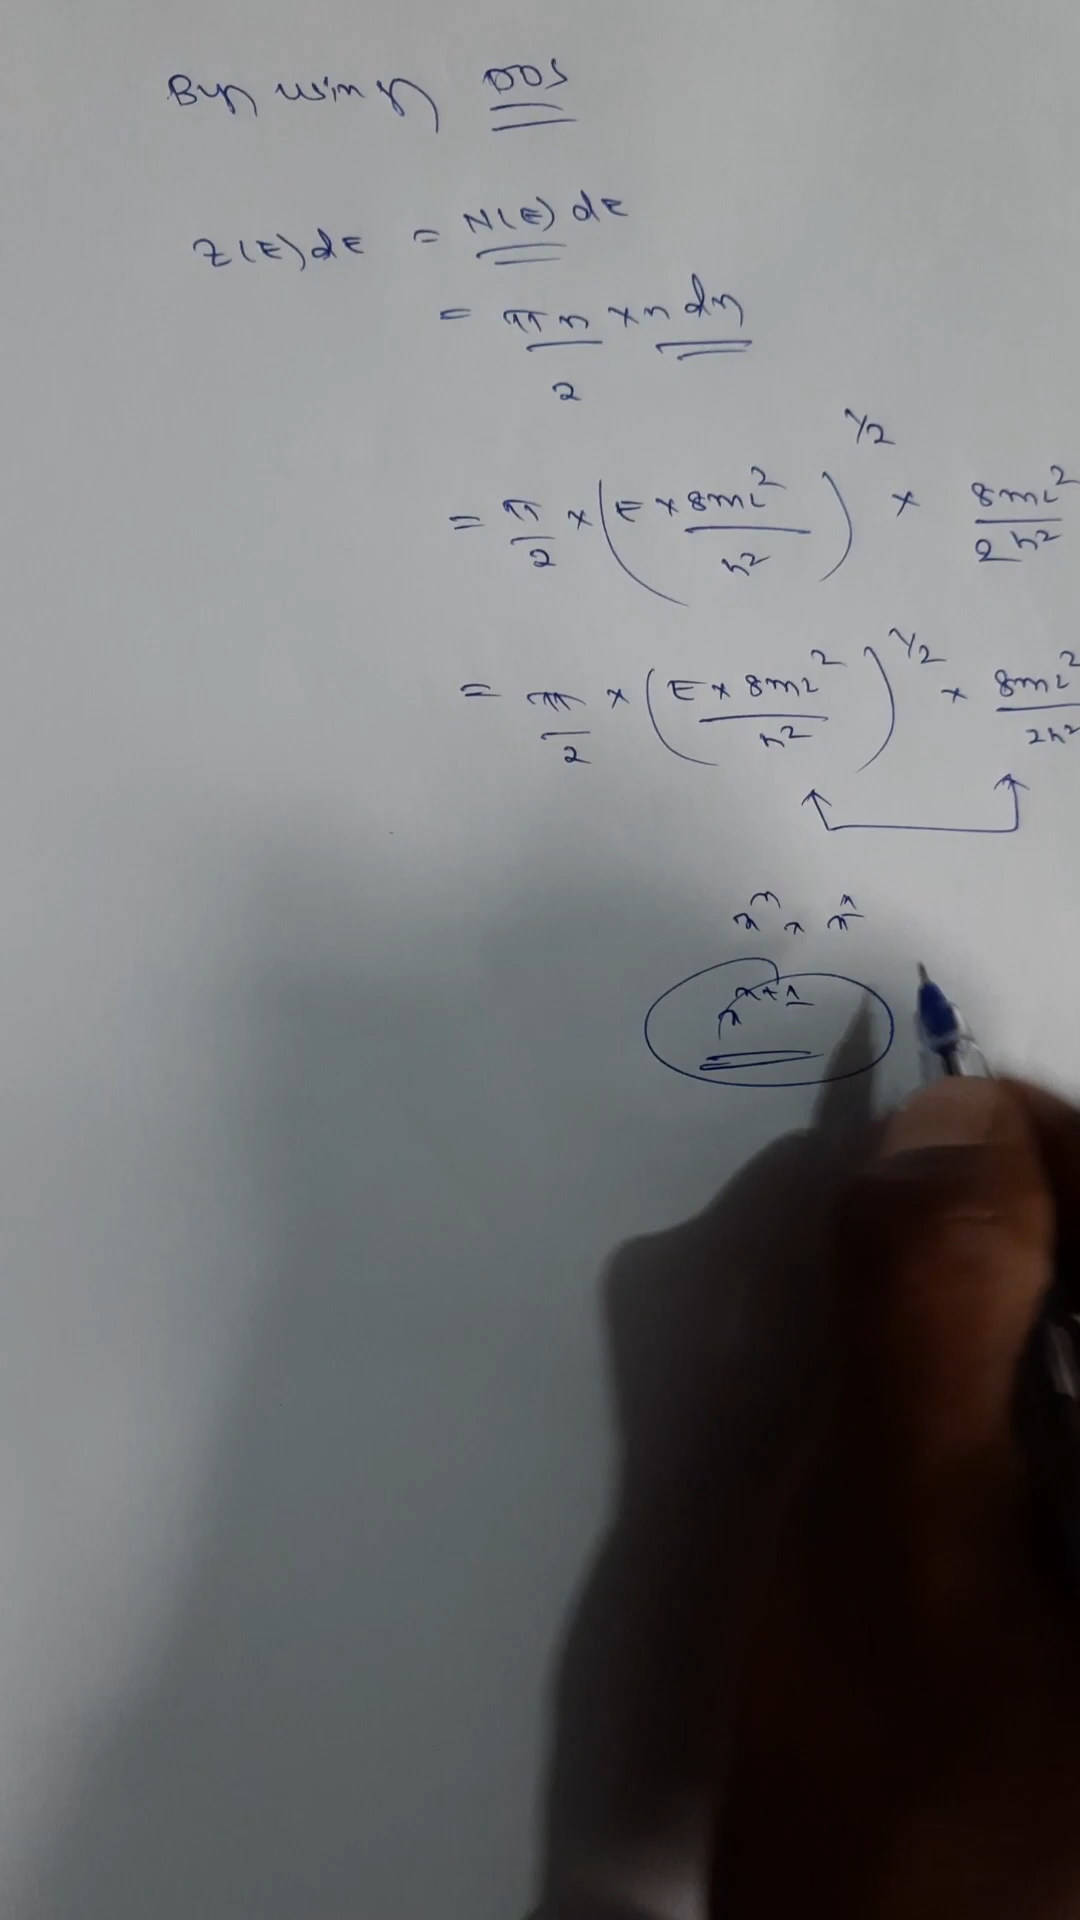 By using DOS
Z(E)dE = N(E)dE
= πn/2 × n dn
= π/2 × (E × 8mL²/h²)^1/2 × 8mL²/2h²
= π/2 × (E × 8mL²/h²)^1/2 × 8mL²/2h²